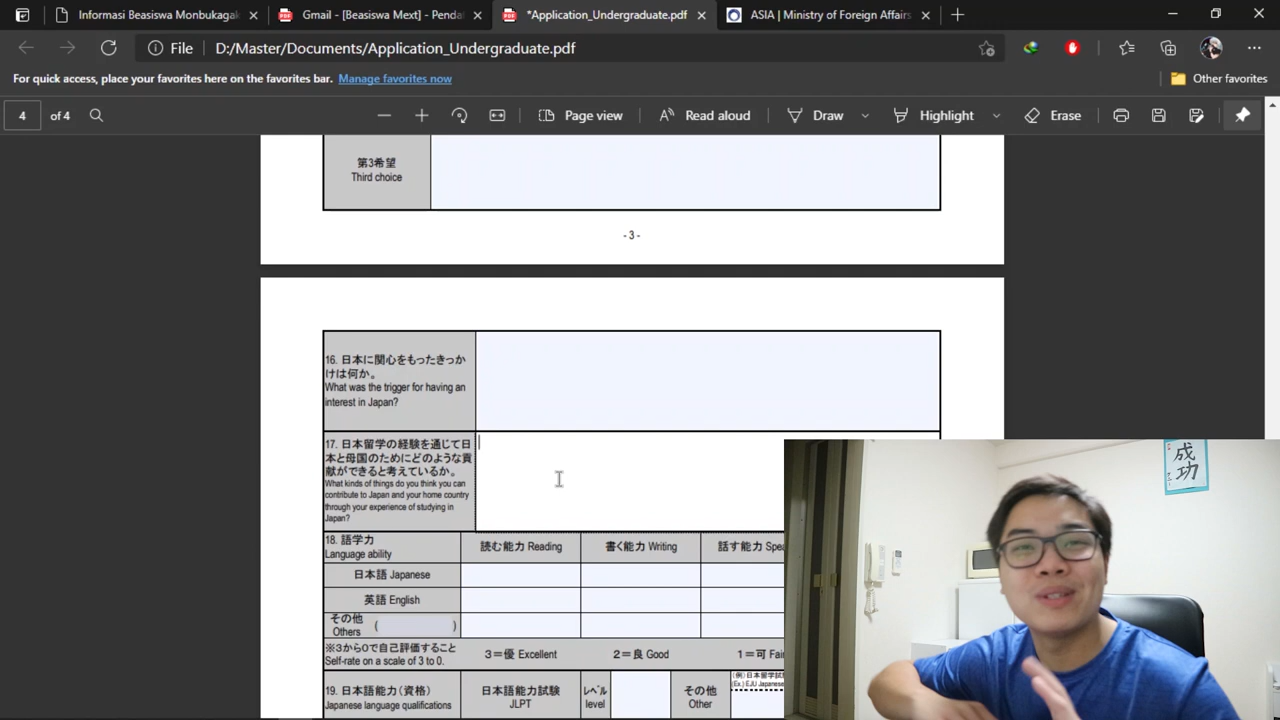 Informasi Beasiswa Monbukagak
Gmail - [Beasiswa Mext] - Penda
*Application_Undergraduate.pdf
ASIA | Ministry of Foreign Affairs
File
D:/Master/Documents/Application_Undergraduate.pdf
For quick access, place your favorites here on the favorites bar. Manage favorites now
Other favorites
4 of 4
Page view
Read aloud
Draw
Highlight
Erase
第3希望
Third choice
- 3 -
16. 日本に関心をもったきっか
けは何か。
What was the trigger for having an
interest in Japan?
17. 日本留学の経験を通じて日
本と母国のためにどのような貢
献ができると考えているか。
What kinds of things do you think you can
contribute to Japan and your home country
through your experience of studying in
Japan?
成功
18. 語学力
Language ability
読む能力 Reading
書く能力 Writing
話す能力 Spea
日本語 Japanese
英語 English
その他
Others ( )
※3から0で自己評価すること
Self-rate on a scale of 3 to 0.
3＝優 Excellent
2＝良 Good
1＝可 Fai
19. 日本語能力（資格）
Japanese language qualifications
日本語能力試験
JLPT
ﾚﾍﾞﾙ
level
その他
Other
(例)日本留学試
(Ex.) EJU Japanese